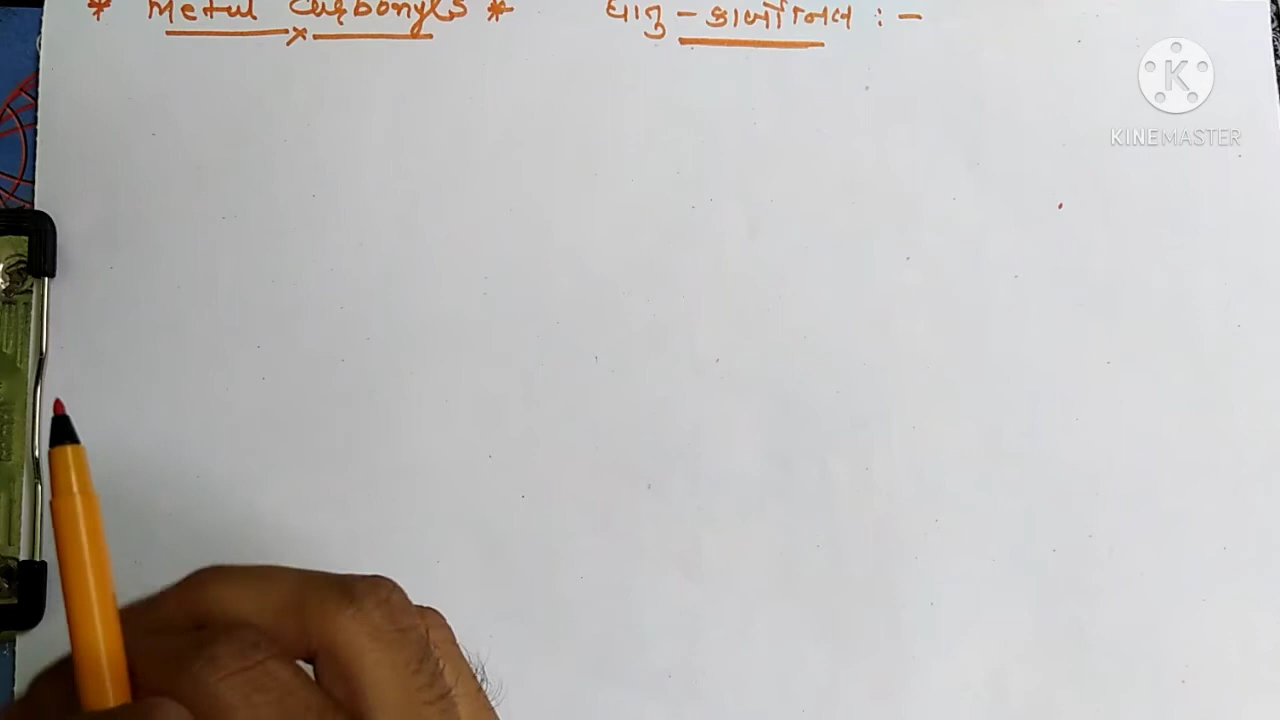 * Metal Carbonyls * धातु - कार्बोनिल : -
K
KINEMASTER